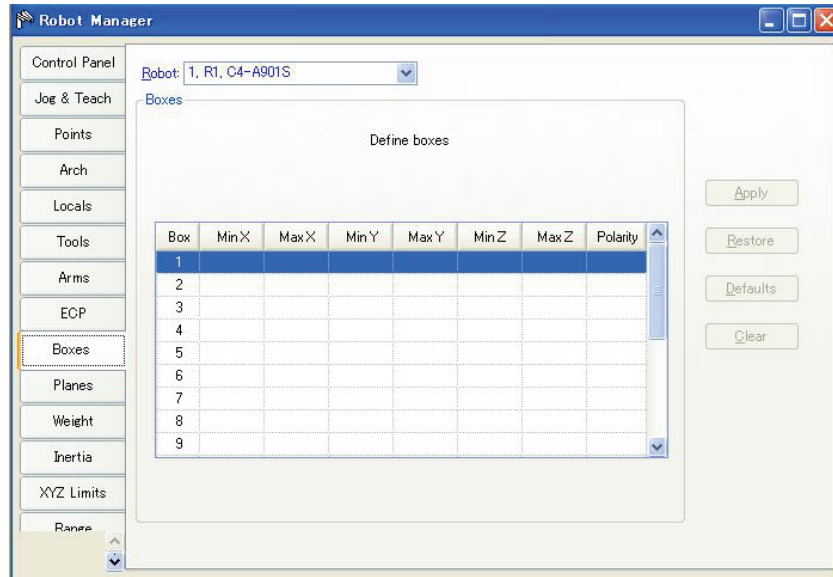 Robot Manager
Control Panel
Jog & Teach
Points
Arch
Locals
Tools
Arms
ECP
Boxes
Planes
Weight
Inertia
XYZ Limits
Range
Robot: 1, R1, C4-A901S
Boxes
Define boxes
Box Min X Max X Min Y Max Y Min Z Max Z Polarity
1
2
3
4
5
6
7
8
9
Apply
Restore
Defaults
Clear